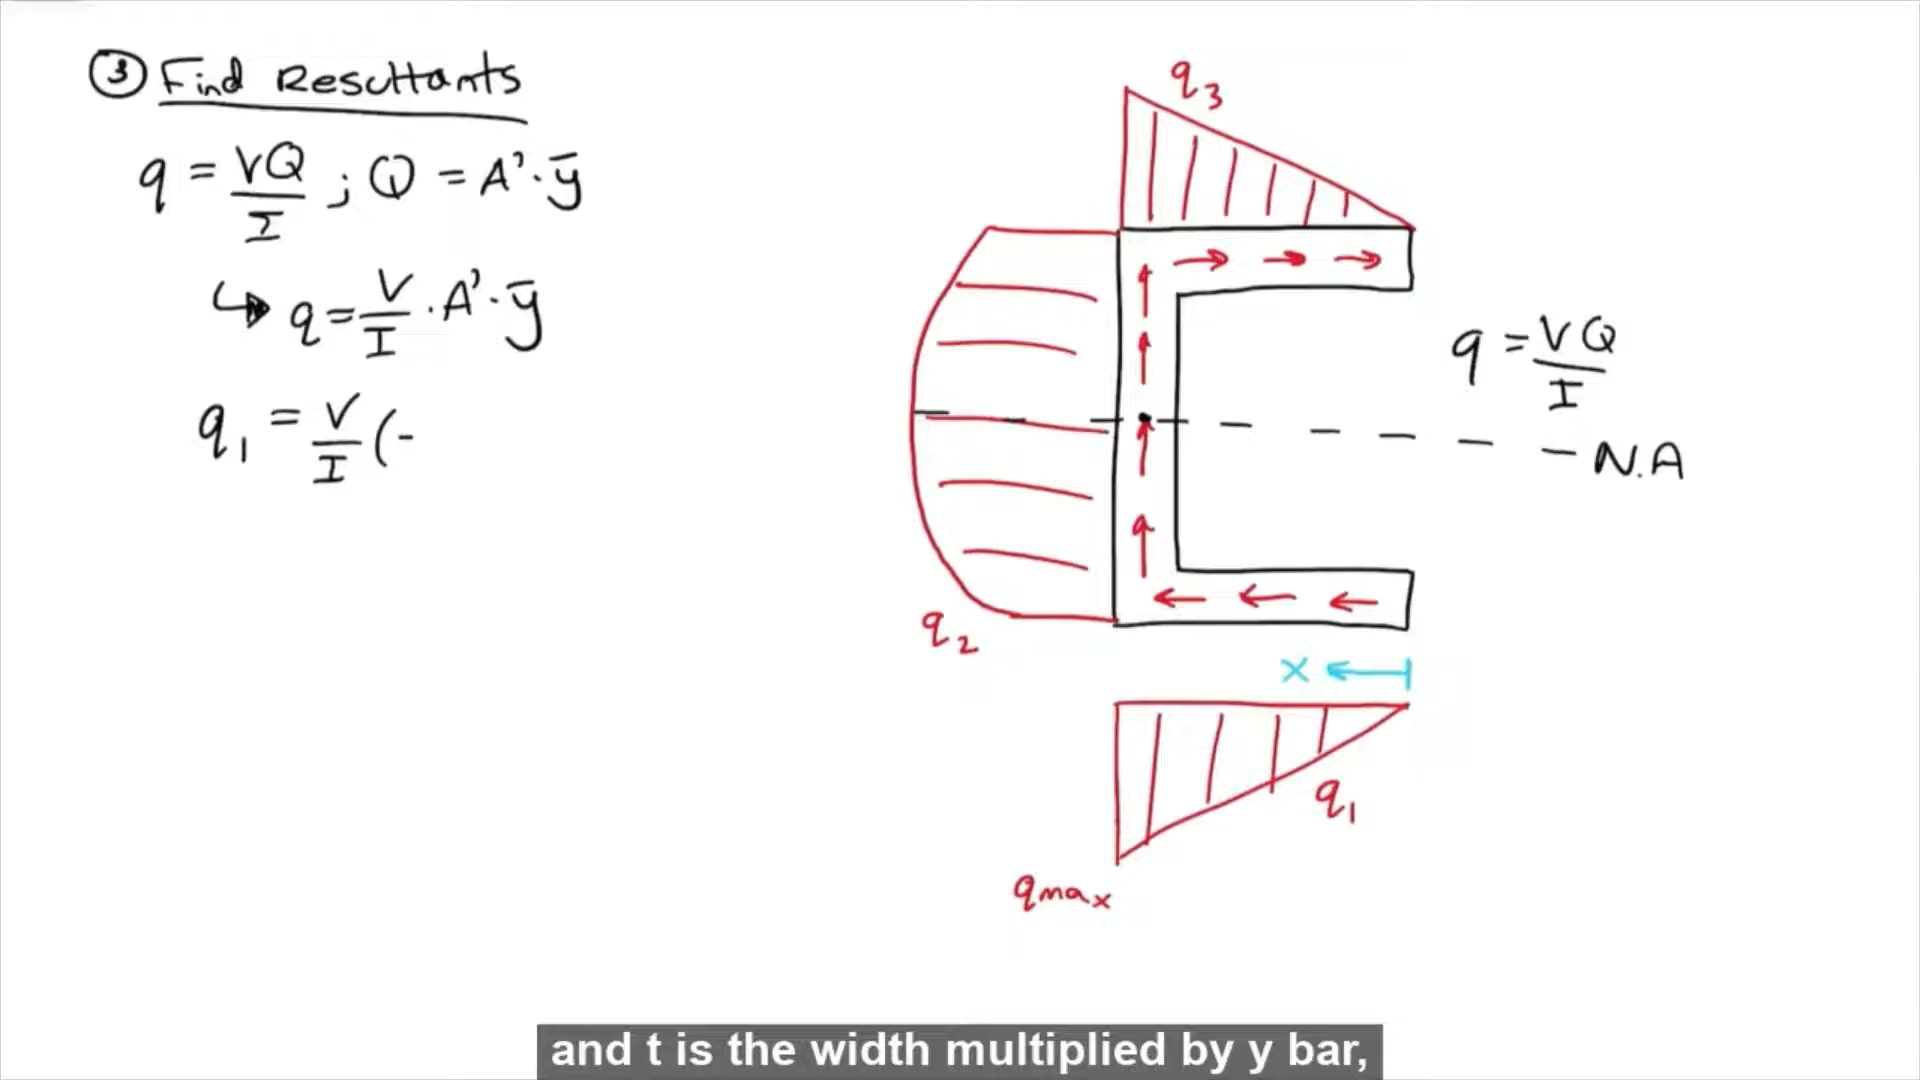 ③ Find Resultants
q = VQ/I ; Q = A'·ȳ
↳ q = V/I · A'·ȳ
q₁ = V/I (-
q₃
q = VQ/I
N.A
q₂
x
q₁
qmax
and t is the width multiplied by y bar,